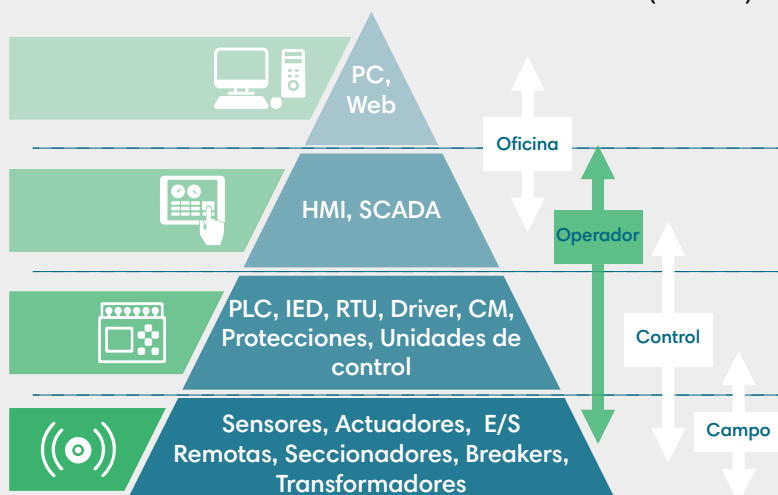 PC,
Web
Oficina
HMI, SCADA
Operador
PLC, IED, RTU, Driver, CM,
Protecciones, Unidades de
control
Control
Sensores, Actuadores, E/S
Remotas, Seccionadores, Breakers,
Transformadores
Campo